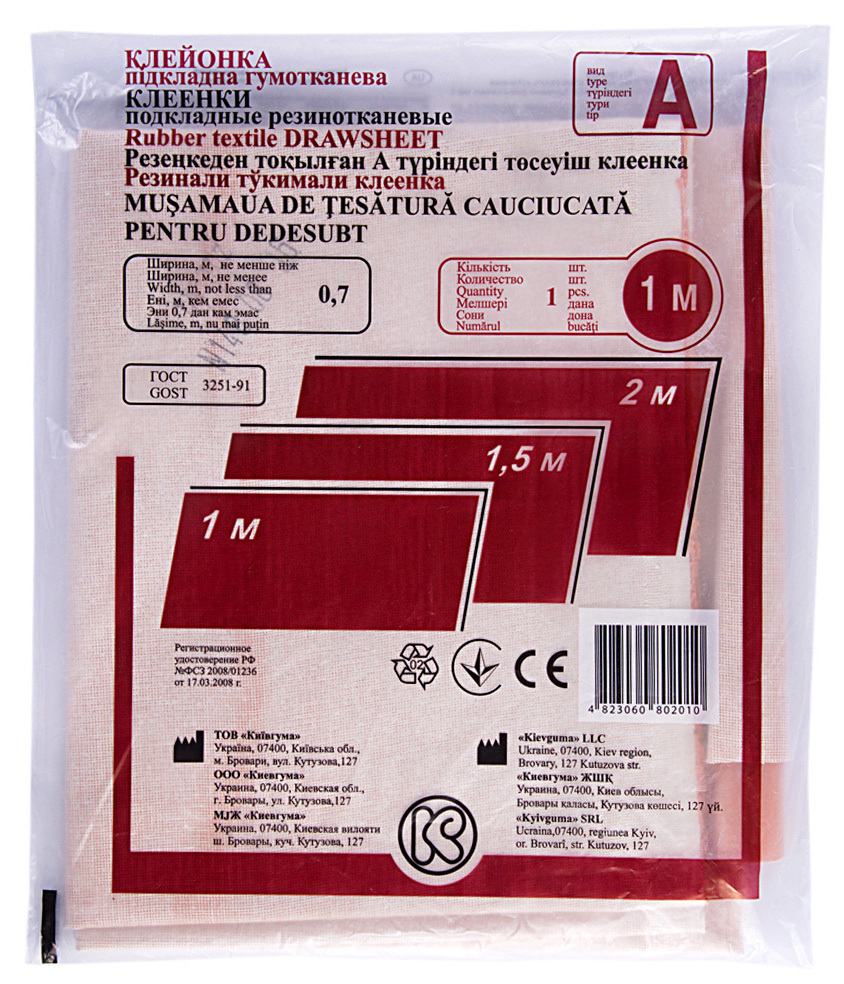 КЛЕЙОНКА
підкладна гумотканева
КЛЕЕНКИ
подкладные резинотканевые
Rubber textile DRAWSHEET
Резеңкеден тоқылған А түріндегі төсеуіш клеенка
Резинали тўкимали клеенка
MUŞAMAUA DE ŢESĂTURĂ CAUCIUCATĂ
PENTRU DEDESUBT
вид
type
түріндегі
тури
tip
A
Ширина, м, не менше ніж
Ширина, м, не менее
Width, m, not less than
Ені, м, кем емес
Эни 0,7 дан кам эмас
Lăşime, m, nu mai puţin
0,7
Кількість шт.
Количество шт.
Quantity 1 pcs.
Мелшері дана
Сони дона
Numărul bucăţi
1 м
ГОСТ
GOST
3251-91
2 м
1,5 м
1 м
Регистрационное
удостоверение РФ
№ФСЗ 2008/01236
от 17.03.2008 г.
02
CE
4 823060 802010
ТОВ «Київгума»
Україна, 07400, Київська обл.,
м. Бровари, вул. Кутузова,127
ООО «Киевгума»
Украина, 07400, Киевская обл.,
г. Бровары, ул. Кутузова,127
МЈЖ «Киевгума»
Украина, 07400, Киевская вилояти
ш. Бровары, куч. Кутузова, 127
«Kievguma» LLC
Ukraine, 07400, Kiev region,
Brovary, 127 Kutuzova str.
«Киевгума» ЖШҚ
Украина, 07400, Киев облысы,
Бровары қаласы, Кутузова көшесі, 127 үй.
«Kyivguma» SRL
Ucraina,07400, regiunea Kyiv,
or. Brovarî, str. Kutuzov, 127